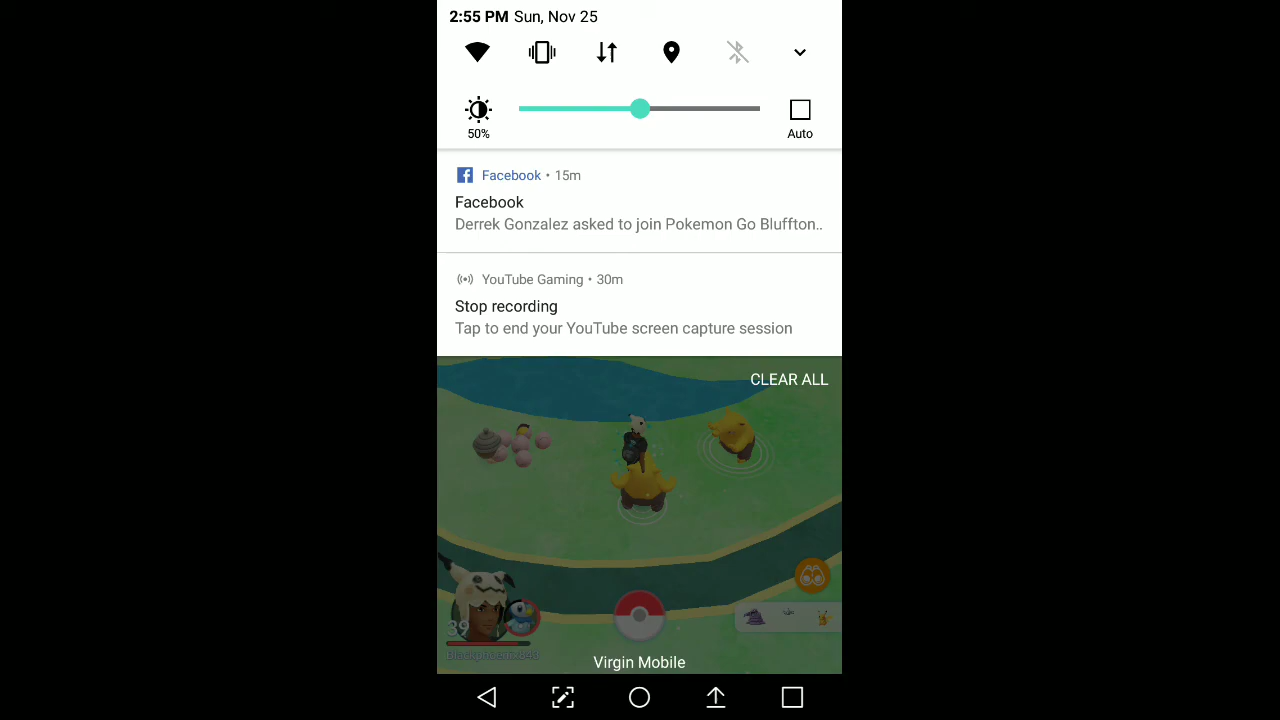 2:55 PM Sun, Nov 25
50%
Auto
Facebook • 15m
Facebook
Derrek Gonzalez asked to join Pokemon Go Bluffton..
YouTube Gaming • 30m
Stop recording
Tap to end your YouTube screen capture session
CLEAR ALL
39
Virgin Mobile